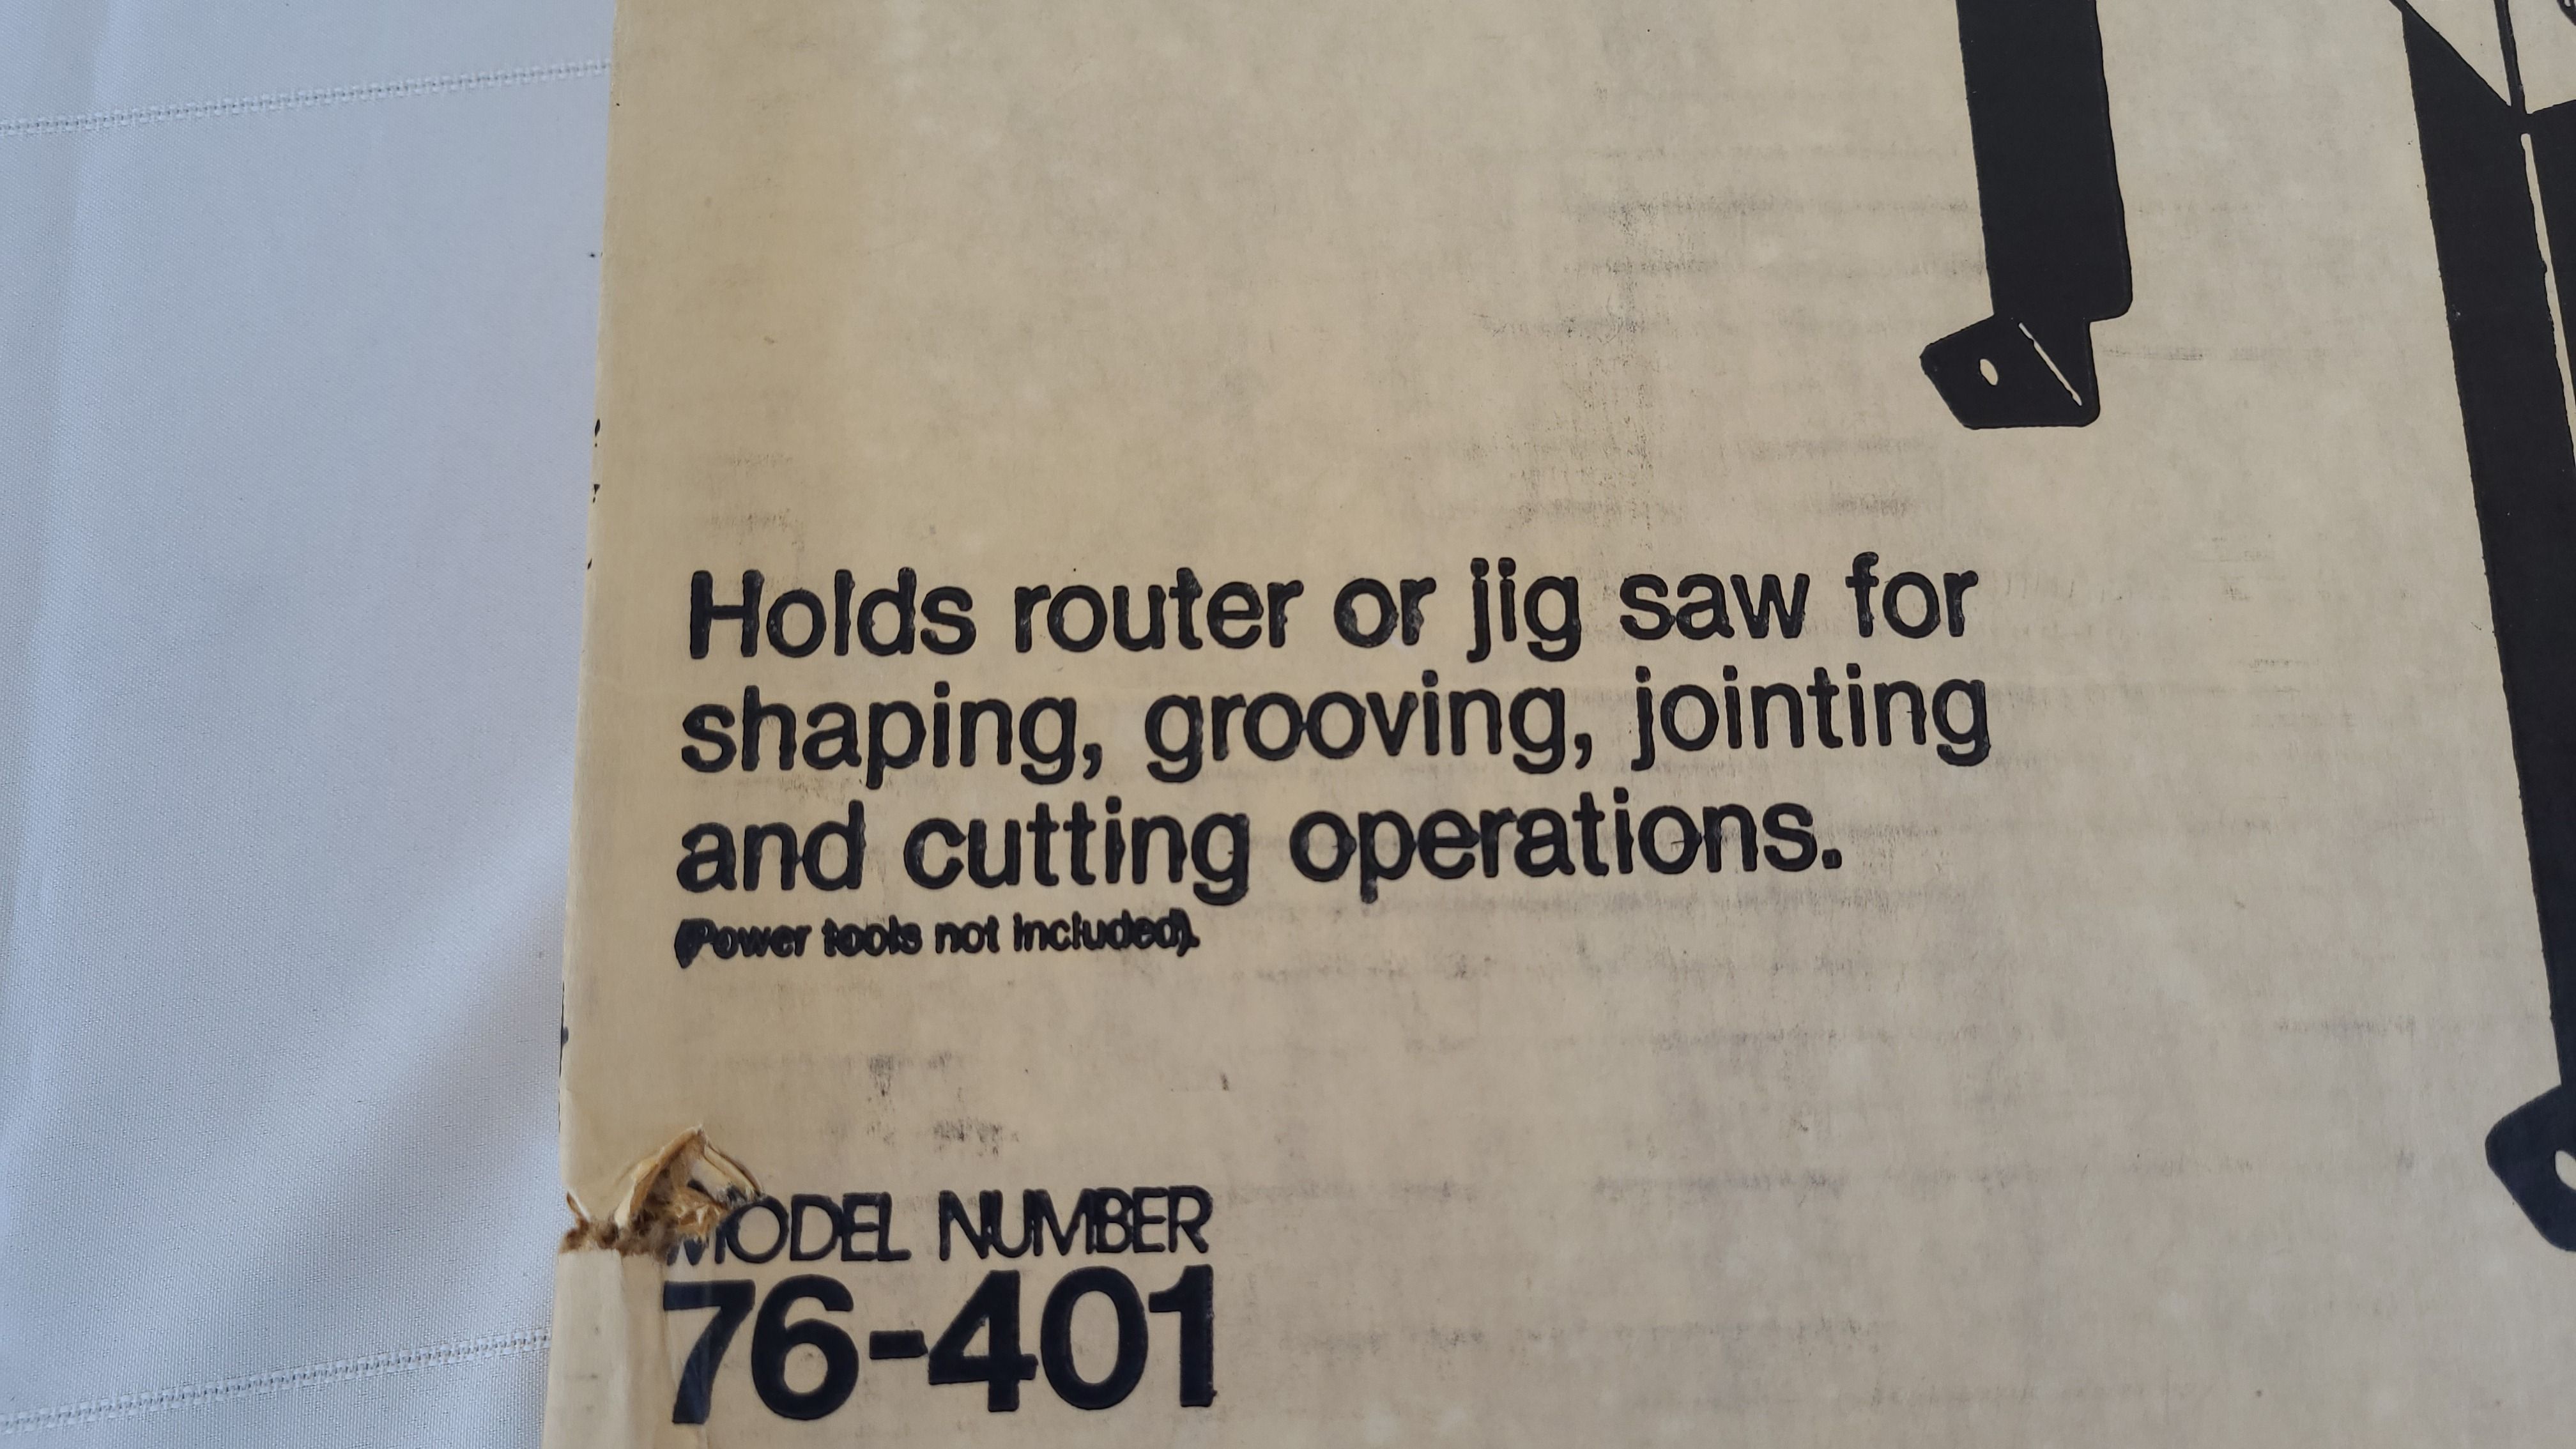 Holds router or jig saw for
shaping, grooving, jointing
and cutting operations.
(Power tools not included).
MODEL NUMBER
76-401